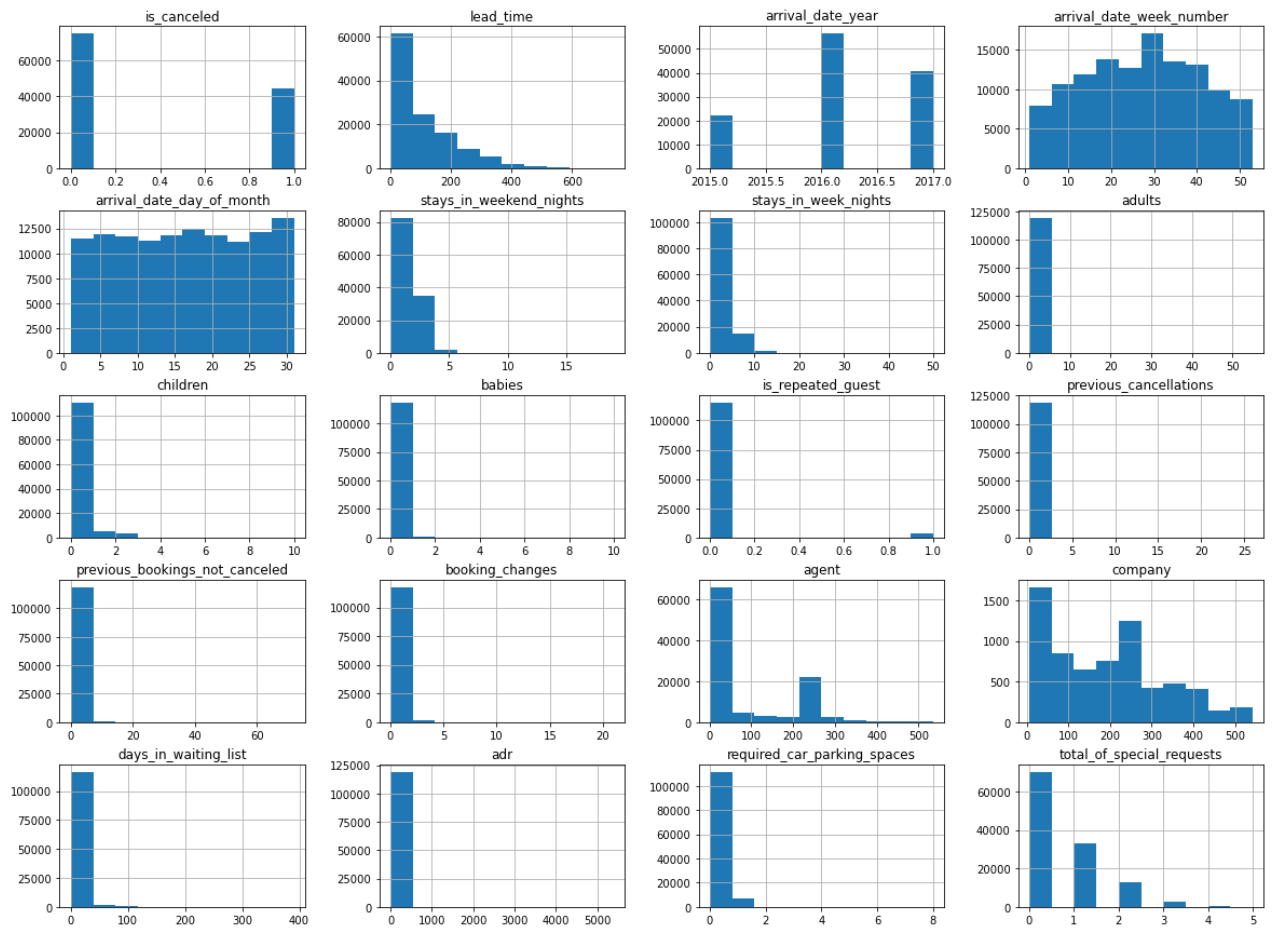 is_canceled lead_time arrival_date_year arrival_date_week_number
60000 40000 20000 0
0.0 0.2 0.4 0.6 0.8 1.0
60000 40000 20000 0
0 200 400 600
50000 40000 30000 20000 10000 0
2015.0 2015.5 2016.0 2016.5 2017.0
15000 10000 5000 0
0 10 20 30 40 50
arrival_date_day_of_month stays_in_weekend_nights stays_in_week_nights adults
12500 10000 7500 5000 2500 0
0 5 10 15 20 25 30
80000 60000 40000 20000 0
0 5 10 15
100000 80000 60000 40000 20000 0
0 10 20 30 40 50
125000 100000 75000 50000 25000 0
0 10 20 30 40 50
children babies is_repeated_guest previous_cancellations
100000 80000 60000 40000 20000 0
0 2 4 6 8 10
100000 75000 50000 25000 0
0 2 4 6 8 10
100000 75000 50000 25000 0
0.0 0.2 0.4 0.6 0.8 1.0
125000 100000 75000 50000 25000 0
0 5 10 15 20 25
previous_bookings_not_canceled booking_changes agent company
100000 75000 50000 25000 0
0 20 40 60
100000 75000 50000 25000 0
0 5 10 15 20
60000 40000 20000 0
0 100 200 300 400 500
1500 1000 500 0
0 100 200 300 400 500
days_in_waiting_list adr required_car_parking_spaces total_of_special_requests
100000 75000 50000 25000 0
0 100 200 300 400
125000 100000 75000 50000 25000 0
0 1000 2000 3000 4000 5000
100000 80000 60000 40000 20000 0
0 2 4 6 8
60000 40000 20000 0
0 1 2 3 4 5